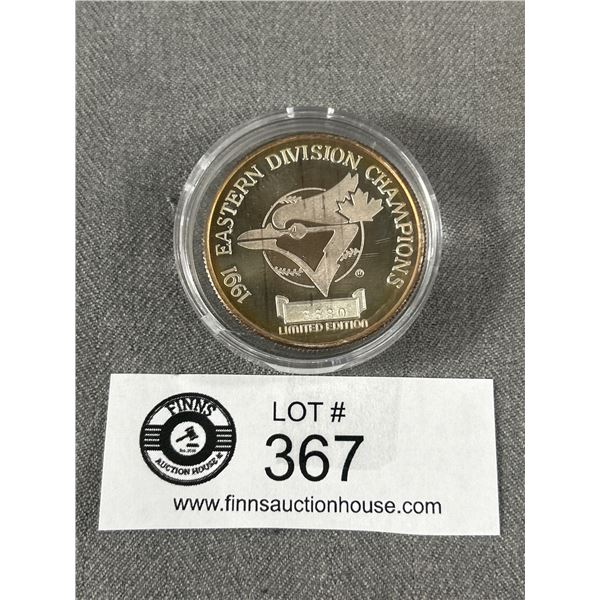 1991 EASTERN DIVISION CHAMPIONS
LIMITED EDITION
FINNS
AUCTION HOUSE
LOT #
367
www.finnsauctionhouse.com